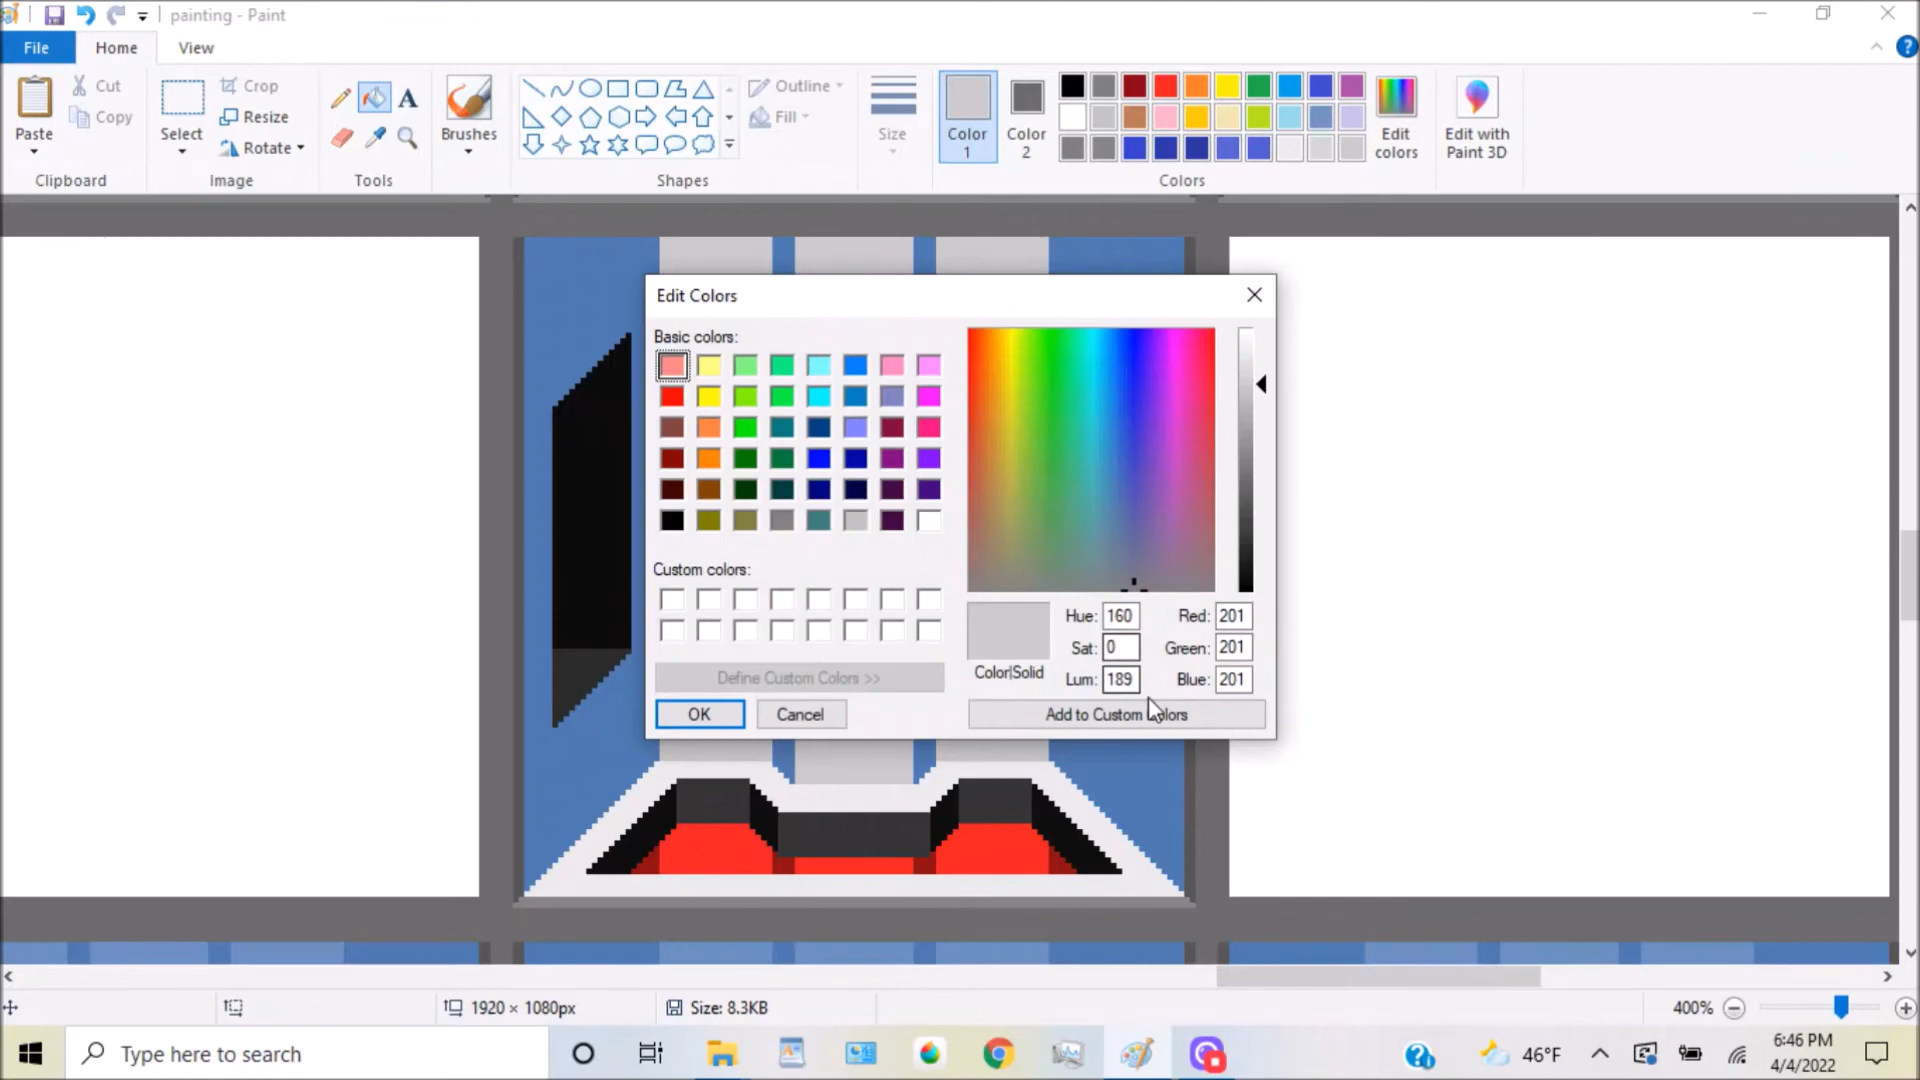 painting - Paint
File Home View
Cut
Copy
Paste
Clipboard
Select
Crop
Resize
Rotate
Image
A
Tools
Brushes
Outline
Fill
Shapes
Size
Color 1
Color 2
Edit colors
Colors
Edit with Paint 3D
Edit Colors
Basic colors:
Custom colors:
Define Custom Colors >>
OK Cancel
Color|Solid
Hue: 160 Red: 201
Sat: 0 Green: 201
Lum: 189 Blue: 201
Add to Custom Colors
1920 × 1080px Size: 8.3KB 400%
Type here to search
46°F
6:46 PM
4/4/2022